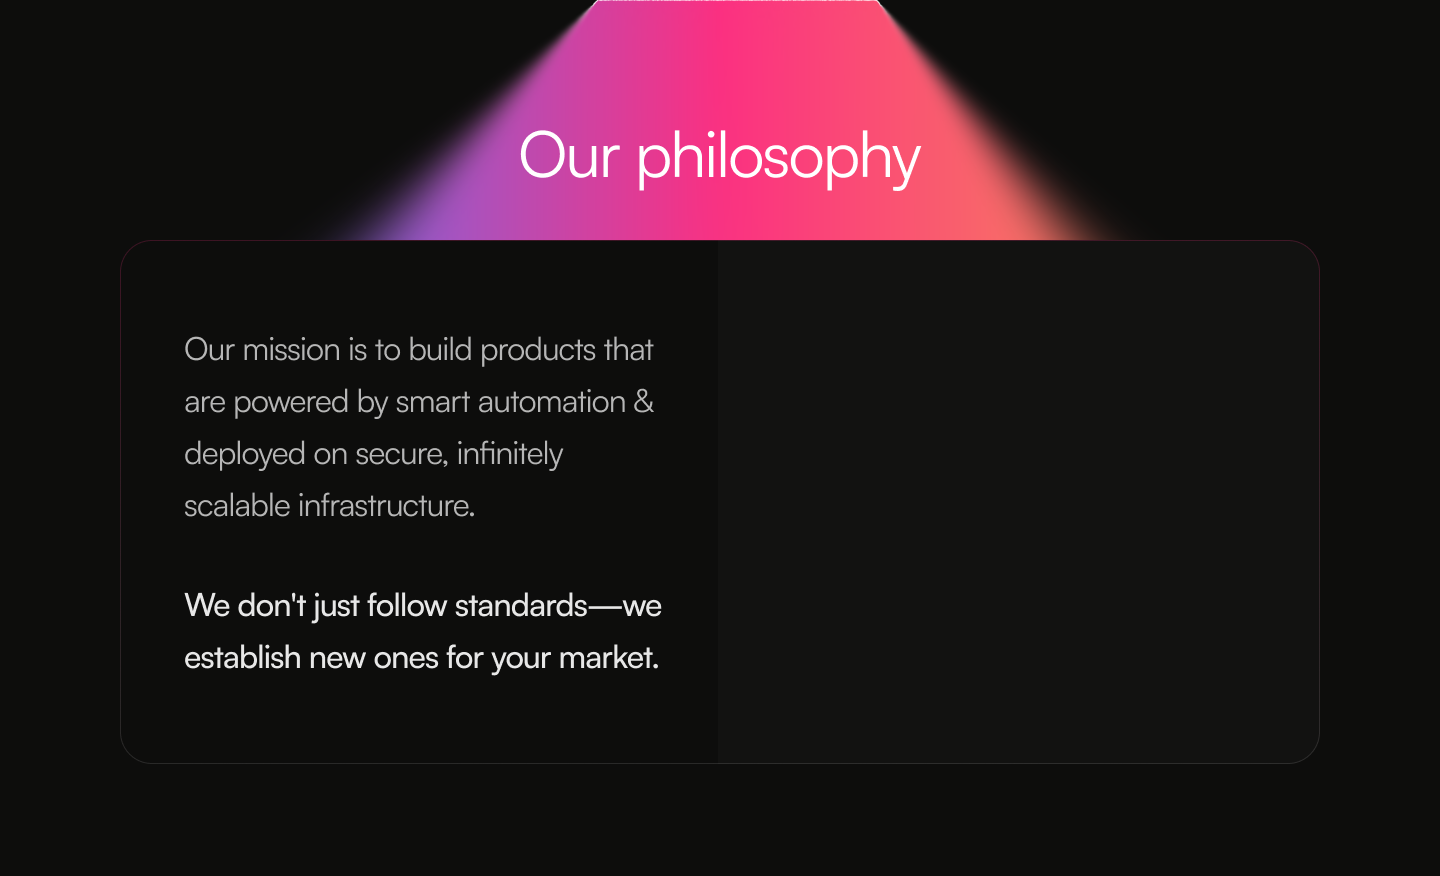 Our philosophy
Our mission is to build products that
are powered by smart automation &
deployed on secure, infinitely
scalable infrastructure.
We don't just follow standards—we
establish new ones for your market.